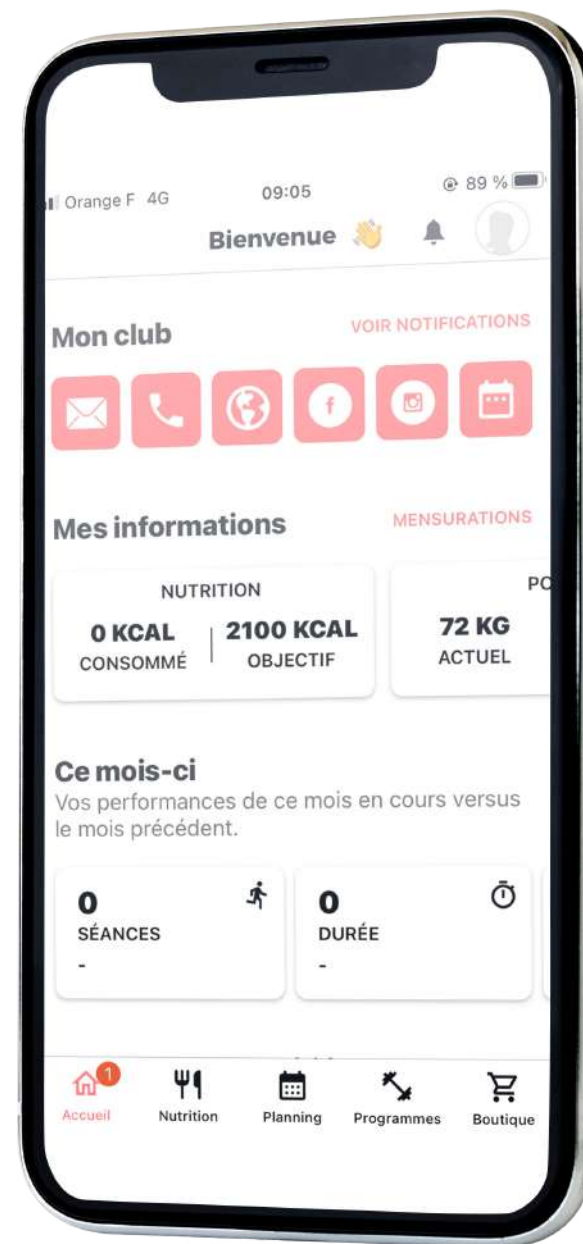 Orange F 4G 09:05 89 %
Bienvenue 👋
Mon club VOIR NOTIFICATIONS
f
Mes informations MENSURATIONS
NUTRITION
0 KCAL 2100 KCAL 72 KG
CONSOMMÉ OBJECTIF ACTUEL
Ce mois-ci
Vos performances de ce mois en cours versus
le mois précédent.
0 0
SÉANCES DURÉE
- -
1
Accueil Nutrition Planning Programmes Boutique